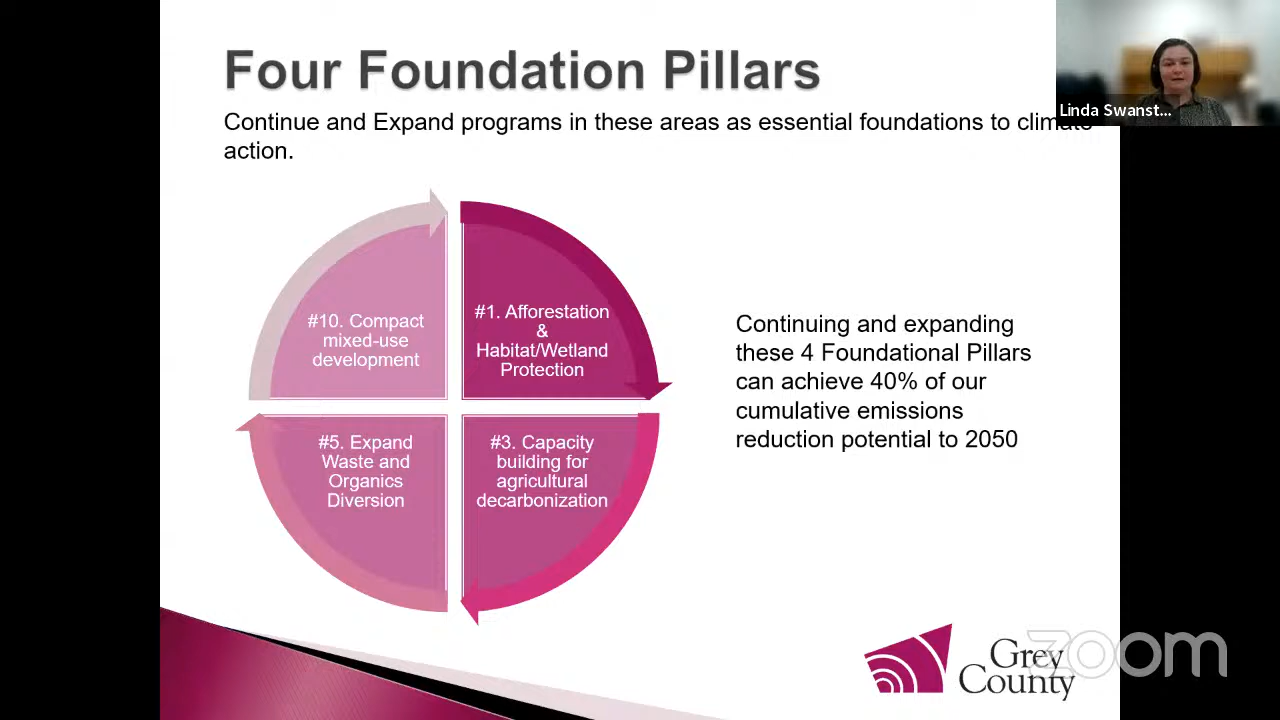 Four Foundation Pillars
Continue and Expand programs in these areas as essential foundations to climate
action.
Linda Swanst...
#10. Compact
mixed-use
development
#1. Afforestation
&
Habitat/Wetland
Protection
#5. Expand
Waste and
Organics
Diversion
#3. Capacity
building for
agricultural
decarbonization
Continuing and expanding
these 4 Foundational Pillars
can achieve 40% of our
cumulative emissions
reduction potential to 2050
Grey
County
zoom